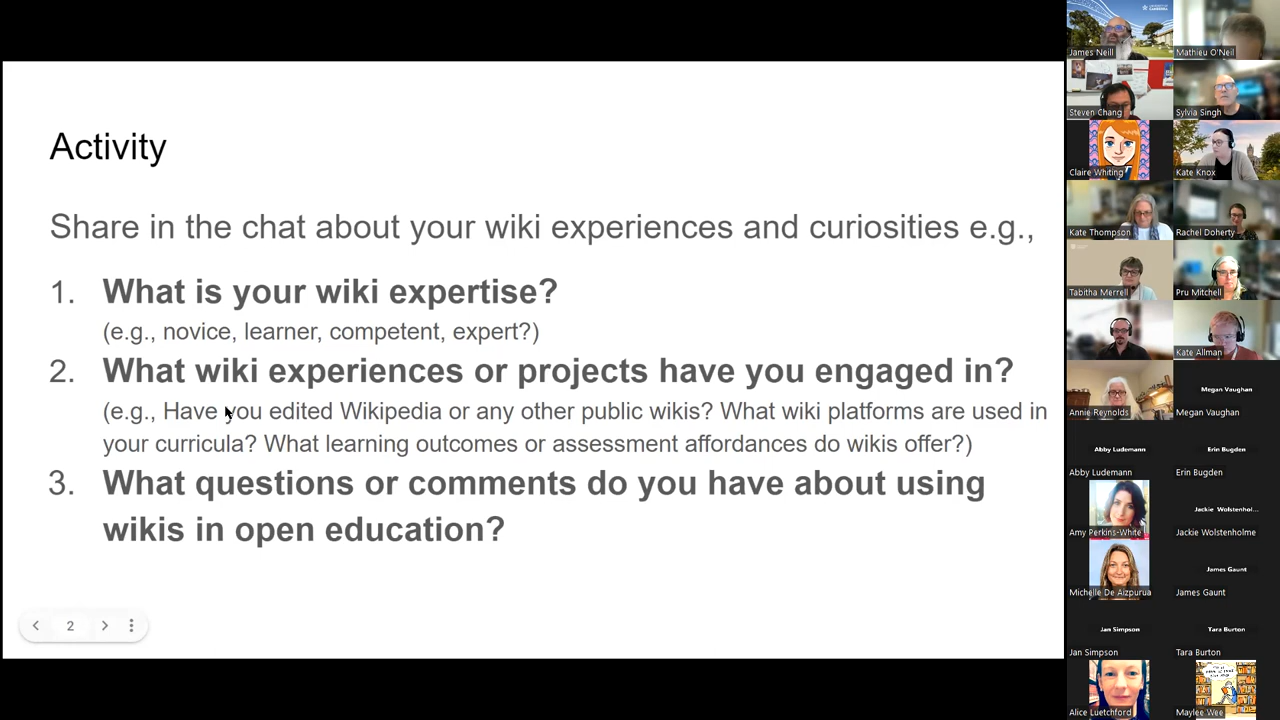 Activity
Share in the chat about your wiki experiences and curiosities e.g.,
1. What is your wiki expertise?
(e.g., novice, learner, competent, expert?)
2. What wiki experiences or projects have you engaged in?
(e.g., Have you edited Wikipedia or any other public wikis? What wiki platforms are used in
your curricula? What learning outcomes or assessment affordances do wikis offer?)
3. What questions or comments do you have about using
wikis in open education?
2
James Neill
Mathieu O'Neil
Steven Chang
Sylvia Singh
Claire Whiting
Kate Knox
Kate Thompson
Rachel Doherty
Tabitha Merrell
Pru Mitchell
Kate Allman
Annie Reynolds
Megan Vaughan
Megan Vaughan
Abby Ludemann
Abby Ludemann
Erin Bugden
Erin Bugden
Amy Perkins-White
Jackie Wolstenhol...
Jackie Wolstenholme
Michelle De Aizpurua
James Gaunt
James Gaunt
Jan Simpson
Jan Simpson
Tara Burton
Tara Burton
Alice Luetchford
Maylee Wee